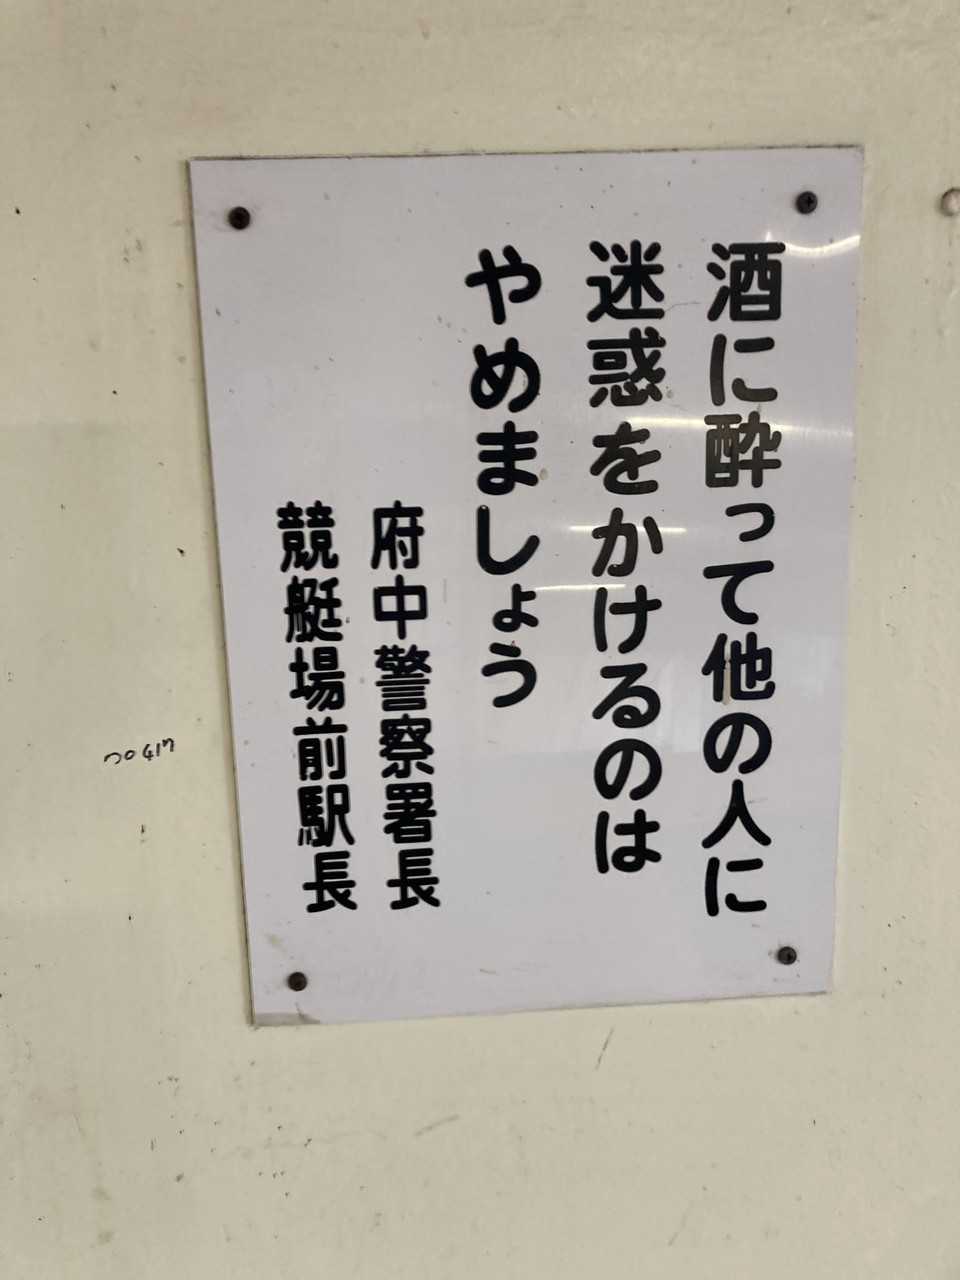 酒に酔って他の人に
迷惑をかけるのは
やめましょう
府中警察署長
競艇場前駅長